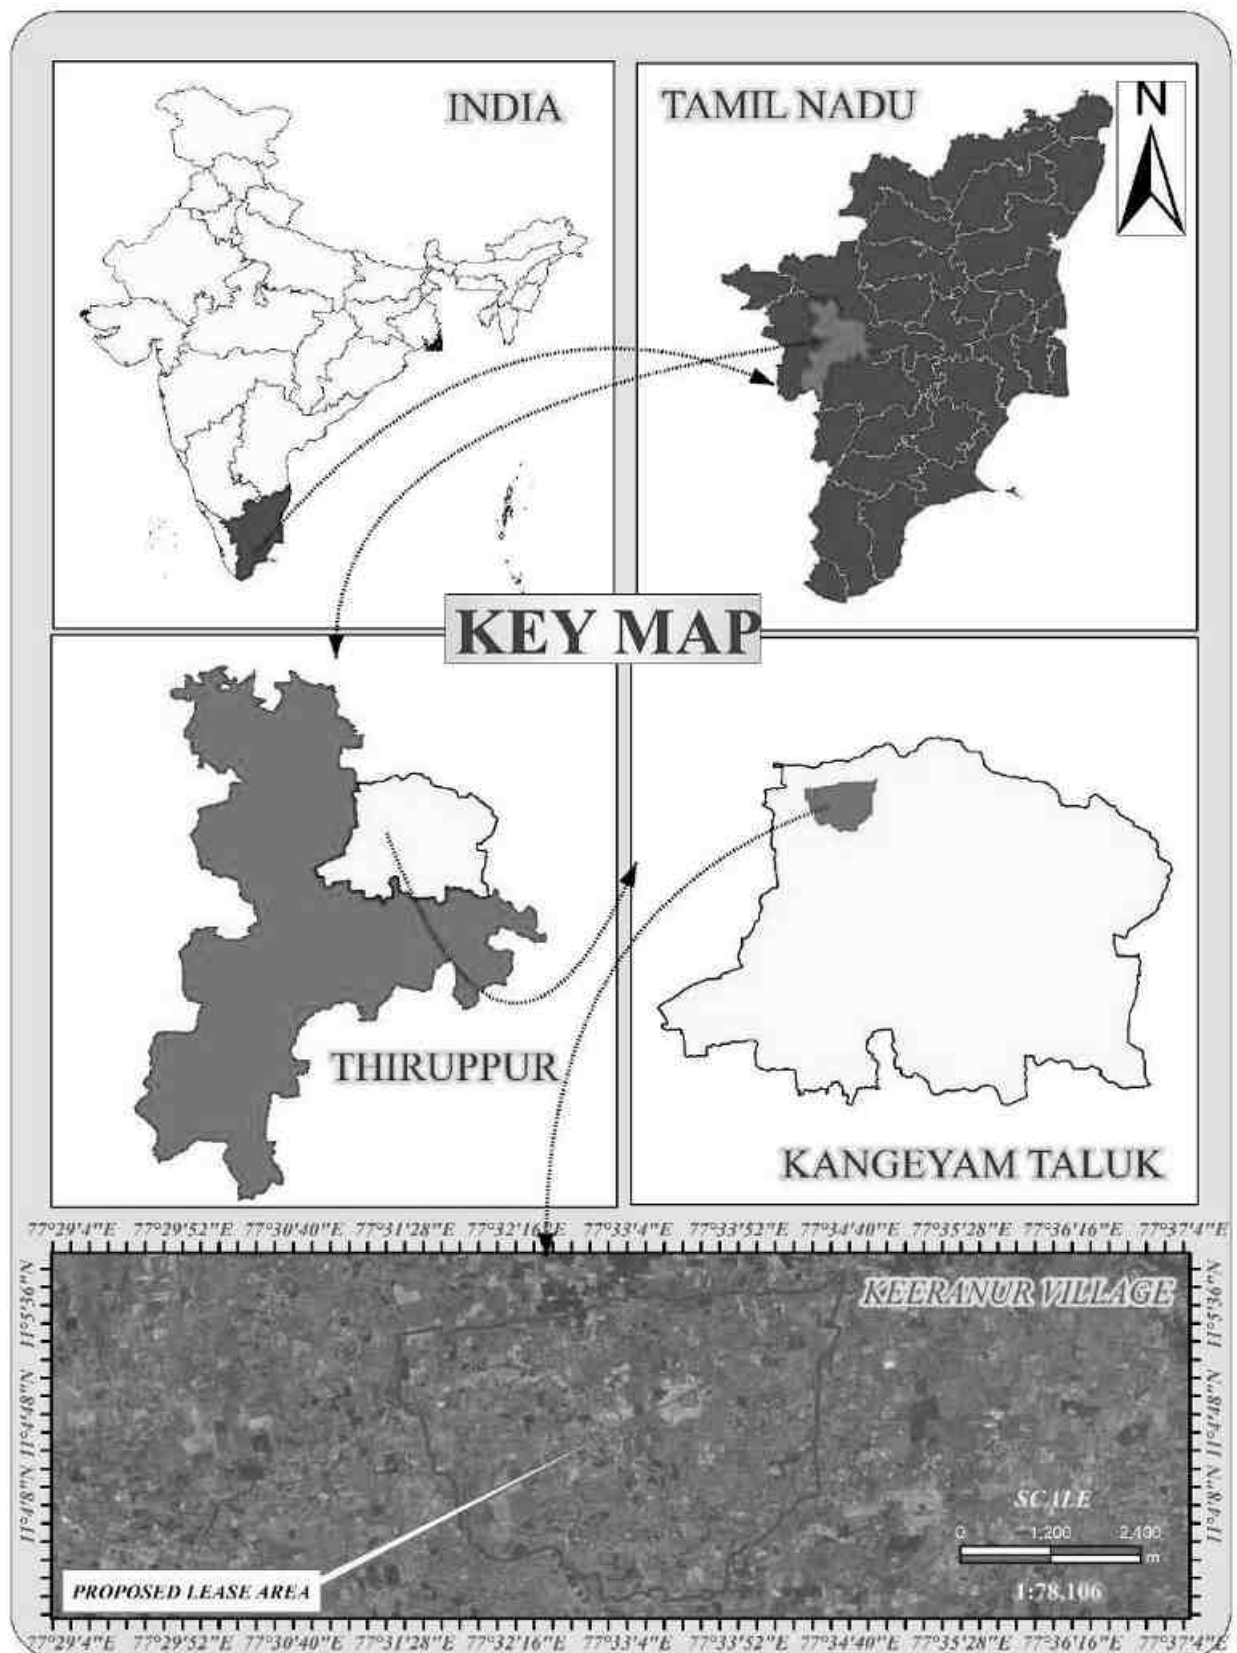 INDIA
TAMIL NADU
N
KEY MAP
THIRUPPUR
KANGEYAM TALUK
77°29'4"E 77°29'52"E 77°30'40"E 77°31'28"E 77°32'16"E 77°33'4"E 77°33'52"E 77°34'40"E 77°35'28"E 77°36'16"E 77°37'4"E
11°5'36"N
11°4'48"N
11°4'8"N
KEERANUR VILLAGE
11°5'36"N
11°4'48"N
11°4'8"N
SCALE
0 1,200 2,400
m
1:78,106
PROPOSED LEASE AREA
77°29'4"E 77°29'52"E 77°30'40"E 77°31'28"E 77°32'16"E 77°33'4"E 77°33'52"E 77°34'40"E 77°35'28"E 77°36'16"E 77°37'4"E